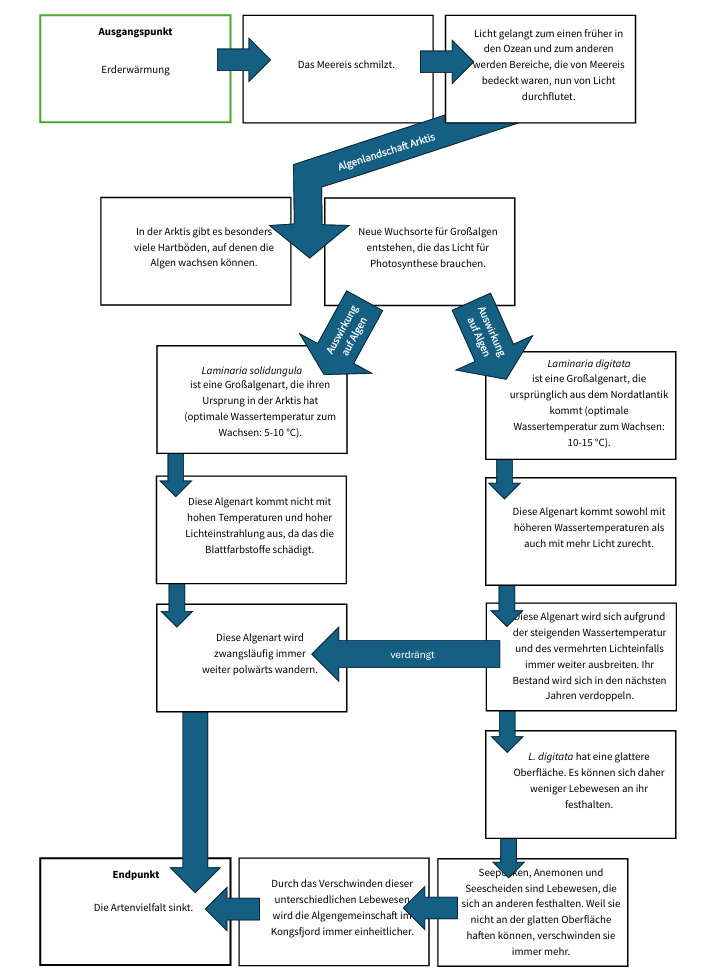 Ausgangspunkt
Erderwärmung
Das Meereis schmilzt.
Licht gelangt zum einen früher in
den Ozean und zum anderen
werden Bereiche, die von Meereis
bedeckt waren, nun von Licht
durchflutet.
Algenlandschaft Arktis
In der Arktis gibt es besonders
viele Hartböden, auf denen die
Algen wachsen können.
Neue Wuchsorte für Großalgen
entstehen, die das Licht für
Photosynthese brauchen.
Auswirkung
auf Algen
Auswirkung
auf Algen
Laminaria solidungula
ist eine Großalgenart, die ihren
Ursprung in der Arktis hat
(optimale Wassertemperatur zum
Wachsen: 5-10 °C).
Laminaria digitata
ist eine Großalgenart, die
ursprünglich aus dem Nordatlantik
kommt (optimale
Wassertemperatur zum Wachsen:
10-15 °C).
Diese Algenart kommt nicht mit
hohen Temperaturen und hoher
Lichteinstrahlung aus, da das die
Blattfarbstoffe schädigt.
Diese Algenart kommt sowohl mit
höheren Wassertemperaturen als
auch mit mehr Licht zurecht.
Diese Algenart wird
zwangsläufig immer
weiter polwärts wandern.
verdrängt
Diese Algenart wird sich aufgrund
der steigenden Wassertemperatur
und des vermehrten Lichteinfalls
immer weiter ausbreiten. Ihr
Bestand wird sich in den nächsten
Jahren verdoppeln.
L. digitata hat eine glattere
Oberfläche. Es können sich daher
weniger Lebewesen an ihr
festhalten.
Endpunkt
Die Artenvielfalt sinkt.
Durch das Verschwinden dieser
unterschiedlichen Lebewesen
wird die Algengemeinschaft im
Kongsfjord immer einheitlicher.
Seepocken, Anemonen und
Seescheiden sind Lebewesen, die
sich an anderen festhalten. Weil sie
nicht an der glatten Oberfläche
haften können, verschwinden sie
immer mehr.